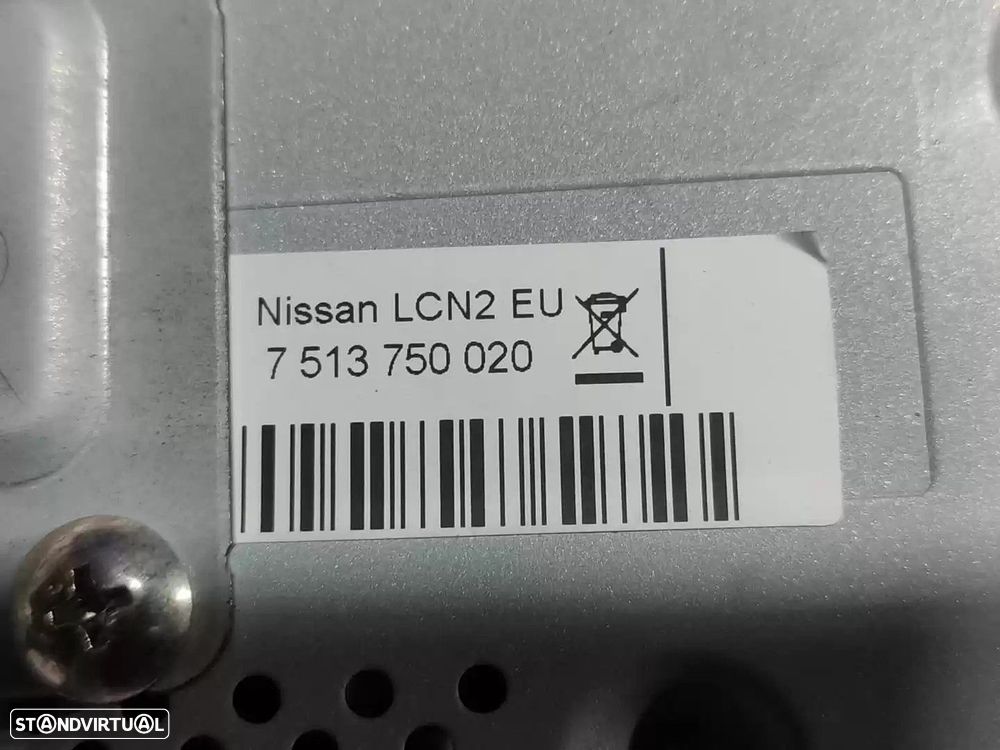 Nissan LCN2 EU
7 513 750 020
STANDVIRTUAL